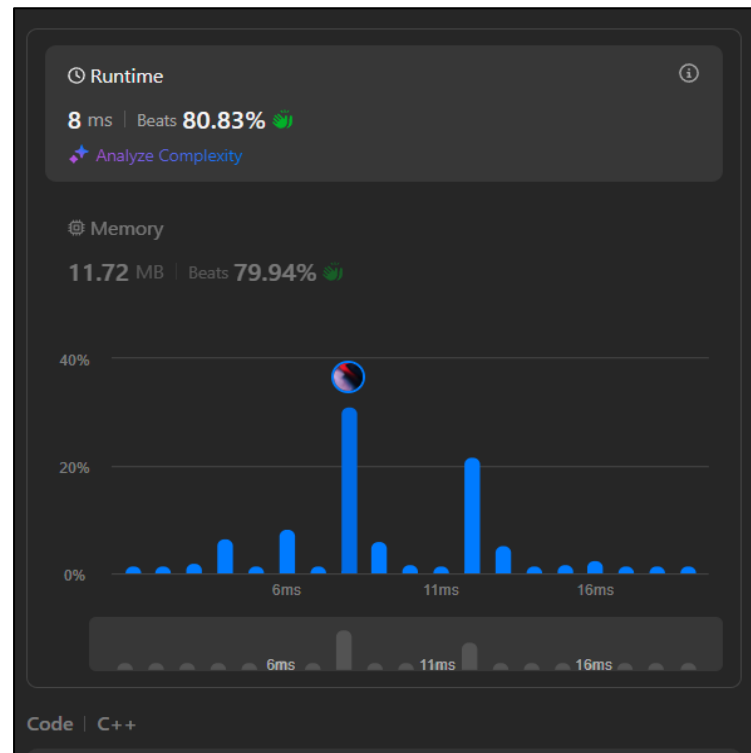 Runtime
8 ms | Beats 80.83%
Analyze Complexity
Memory
11.72 MB | Beats 79.94%
40%
20%
0%
6ms 11ms 16ms
6ms 11ms 16ms
Code | C++